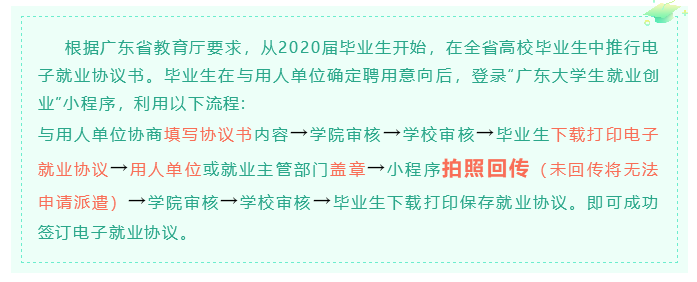 根据广东省教育厅要求，从2020届毕业生开始，在全省高校毕业生中推行电
子就业协议书。毕业生在与用人单位确定聘用意向后，登录“广东大学生就业创
业”小程序，利用以下流程：
与用人单位协商填写协议书内容→学院审核→学校审核→毕业生下载打印电子
就业协议→用人单位或就业主管部门盖章→小程序拍照回传（未回传将无法
申请派遣）→学院审核→学校审核→毕业生下载打印保存就业协议。即可成功
签订电子就业协议。